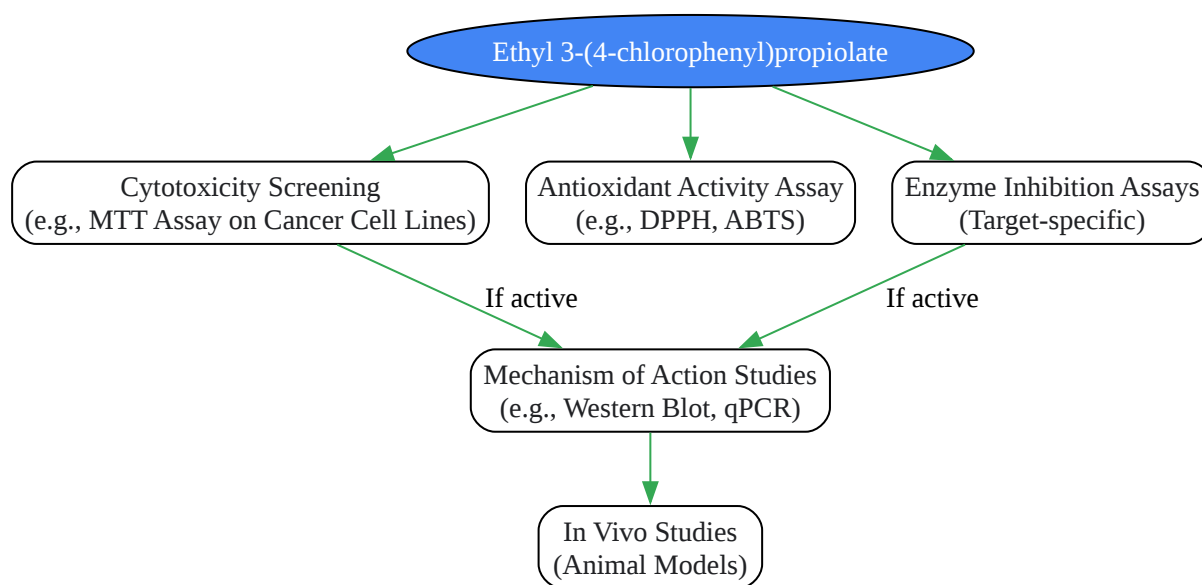 Ethyl 3-(4-chlorophenyl)propiolate
Cytotoxicity Screening
(e.g., MTT Assay on Cancer Cell Lines)
Antioxidant Activity Assay
(e.g., DPPH, ABTS)
Enzyme Inhibition Assays
(Target-specific)
If active
If active
Mechanism of Action Studies
(e.g., Western Blot, qPCR)
In Vivo Studies
(Animal Models)